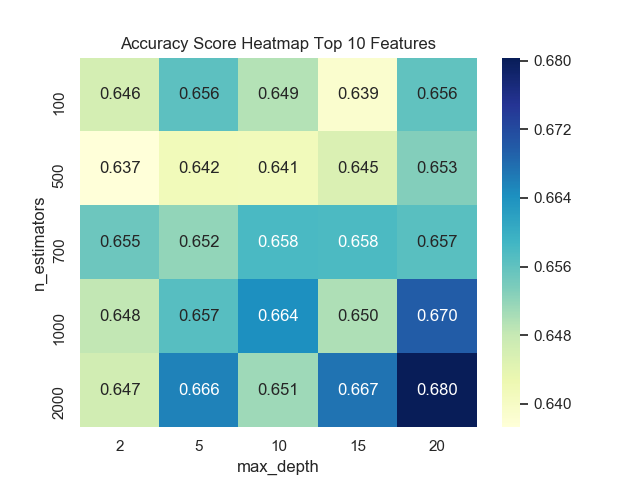 Accuracy Score Heatmap Top 10 Features
n_estimators
100 0.646 0.656 0.649 0.639 0.656
500 0.637 0.642 0.641 0.645 0.653
700 0.655 0.652 0.658 0.658 0.657
1000 0.648 0.657 0.664 0.650 0.670
2000 0.647 0.666 0.651 0.667 0.680
2 5 10 15 20
max_depth
0.680
0.672
0.664
0.656
0.648
0.640